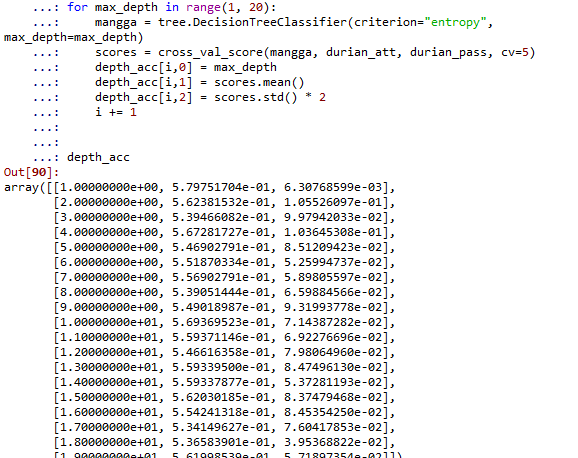 ...: for max_depth in range(1, 20):
...:     mangga = tree.DecisionTreeClassifier(criterion="entropy",
max_depth=max_depth)
...:     scores = cross_val_score(mangga, durian_att, durian_pass, cv=5)
...:     depth_acc[i,0] = max_depth
...:     depth_acc[i,1] = scores.mean()
...:     depth_acc[i,2] = scores.std() * 2
...:     i += 1
...:
...:
...: depth_acc
Out[90]:
array([[1.00000000e+00, 5.79751704e-01, 6.30768599e-03],
[2.00000000e+00, 5.62381532e-01, 1.05526097e-01],
[3.00000000e+00, 5.39466082e-01, 9.97942033e-02],
[4.00000000e+00, 5.67281727e-01, 1.03645308e-01],
[5.00000000e+00, 5.46902791e-01, 8.51209423e-02],
[6.00000000e+00, 5.51870334e-01, 5.25994737e-02],
[7.00000000e+00, 5.56902791e-01, 5.89805597e-02],
[8.00000000e+00, 5.39051444e-01, 6.59884566e-02],
[9.00000000e+00, 5.49018987e-01, 9.31993778e-02],
[1.00000000e+01, 5.69369523e-01, 7.14387282e-02],
[1.10000000e+01, 5.59371146e-01, 6.92276696e-02],
[1.20000000e+01, 5.46616358e-01, 7.98064960e-02],
[1.30000000e+01, 5.59339500e-01, 8.47496130e-02],
[1.40000000e+01, 5.59337877e-01, 5.37281193e-02],
[1.50000000e+01, 5.62030185e-01, 8.37479468e-02],
[1.60000000e+01, 5.54241318e-01, 8.45354250e-02],
[1.70000000e+01, 5.34149627e-01, 7.60417853e-02],
[1.80000000e+01, 5.36583901e-01, 3.95368822e-02],
[1.90000000e+01, 5.61998539e-01, 5.71897354e-02]])